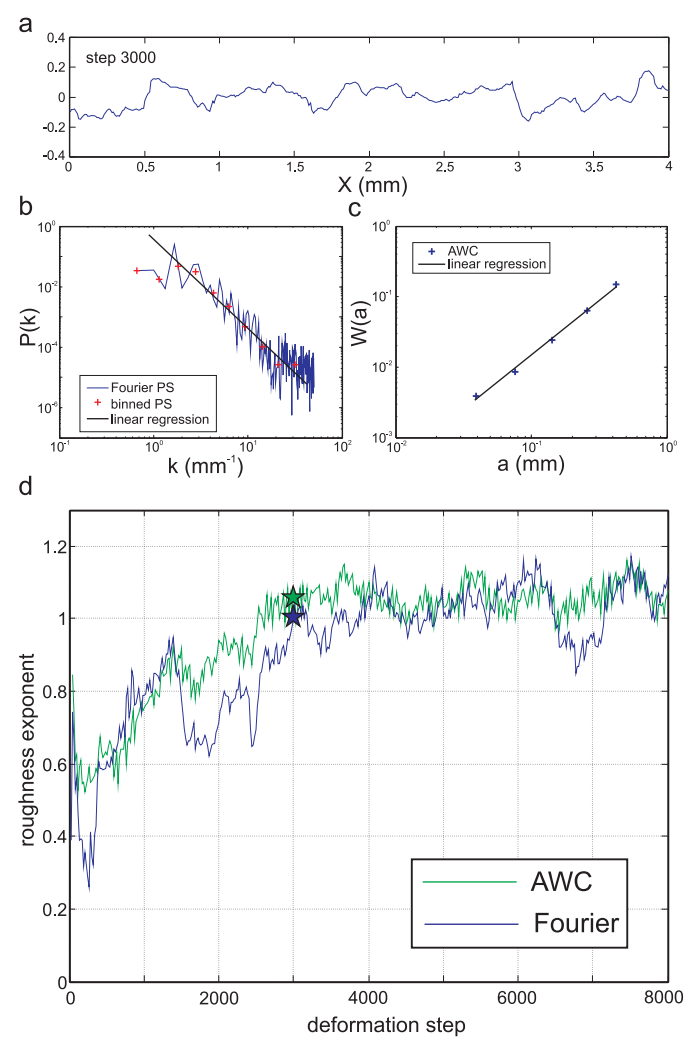 a
0.4
0.2
0
-0.2
-0.4
step 3000
0
0.5
1
1.5
2
2.5
3
3.5
4
X (mm)
b
10^0
10^-2
10^-4
10^-6
P(k)
Fourier PS
binned PS
linear regression
10^-1
10^0
10^1
10^2
k (mm^-1)
c
10^0
10^-1
10^-2
10^-3
W(a)
AWC
linear regression
10^-2
10^-1
10^0
a (mm)
d
1.2
1
0.8
0.6
0.4
0.2
0
roughness exponent
AWC
Fourier
0
2000
4000
6000
8000
deformation step